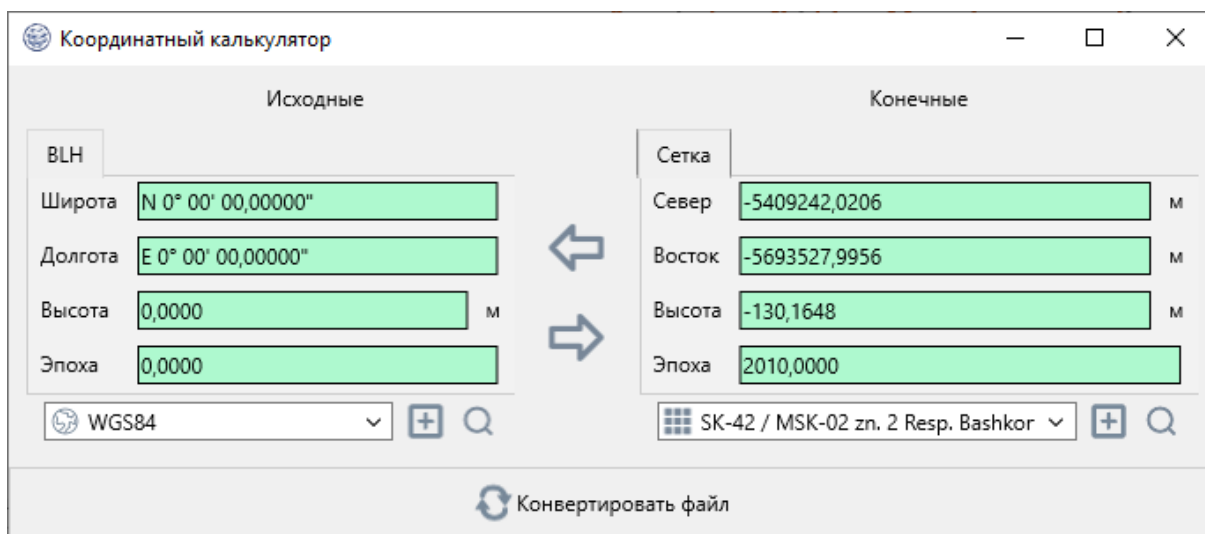 Координатный калькулятор
Исходные Конечные
BLH Сетка
Широта N 0° 00' 00,00000" Север -5409242,0206 м
Долгота E 0° 00' 00,00000" Восток -5693527,9956 м
Высота 0,0000 м Высота -130,1648 м
Эпоха 0,0000 Эпоха 2010,0000
WGS84 SK-42 / MSK-02 zn. 2 Resp. Bashkor
Конвертировать файл